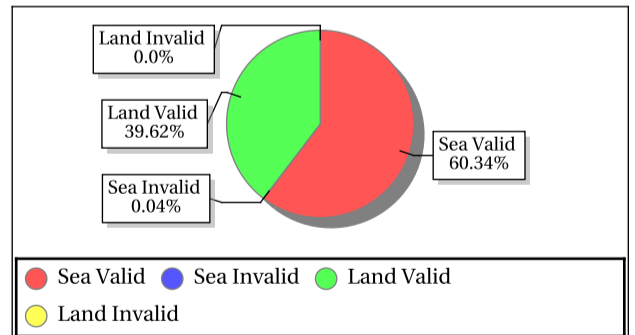 Land Invalid
0.0%
Land Valid
39.62%
Sea Valid
60.34%
Sea Invalid
0.04%
Sea Valid Sea Invalid Land Valid
Land Invalid